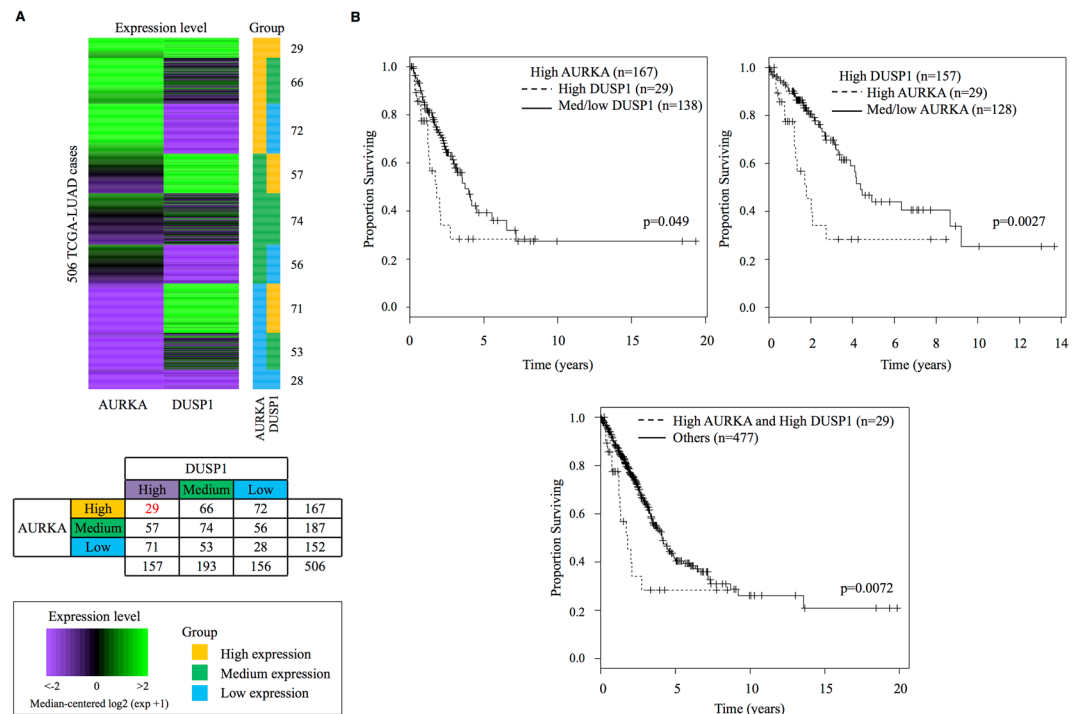 A
Expression level
Group
506 TCGA-LUAD cases
29
66
72
57
74
56
71
53
28
AURKA
DUSP1
AURKA
DUSP1
DUSP1
High Medium Low
AURKA High 29 66 72 167
Medium 57 74 56 187
Low 71 53 28 152
157 193 156 506
Expression level
<-2 0 >2
Median-centered log2 (exp +1)
Group
High expression
Medium expression
Low expression
B
High AURKA (n=167)
High DUSP1 (n=29)
Med/low DUSP1 (n=138)
p=0.049
Proportion Surviving
1.0
0.8
0.6
0.4
0.2
0.0
0 5 10 15 20
Time (years)
High DUSP1 (n=157)
High AURKA (n=29)
Med/low AURKA (n=128)
p=0.0027
Proportion Surviving
1.0
0.8
0.6
0.4
0.2
0.0
0 2 4 6 8 10 12 14
Time (years)
High AURKA and High DUSP1 (n=29)
Others (n=477)
p=0.0072
Proportion Surviving
1.0
0.8
0.6
0.4
0.2
0.0
0 5 10 15 20
Time (years)